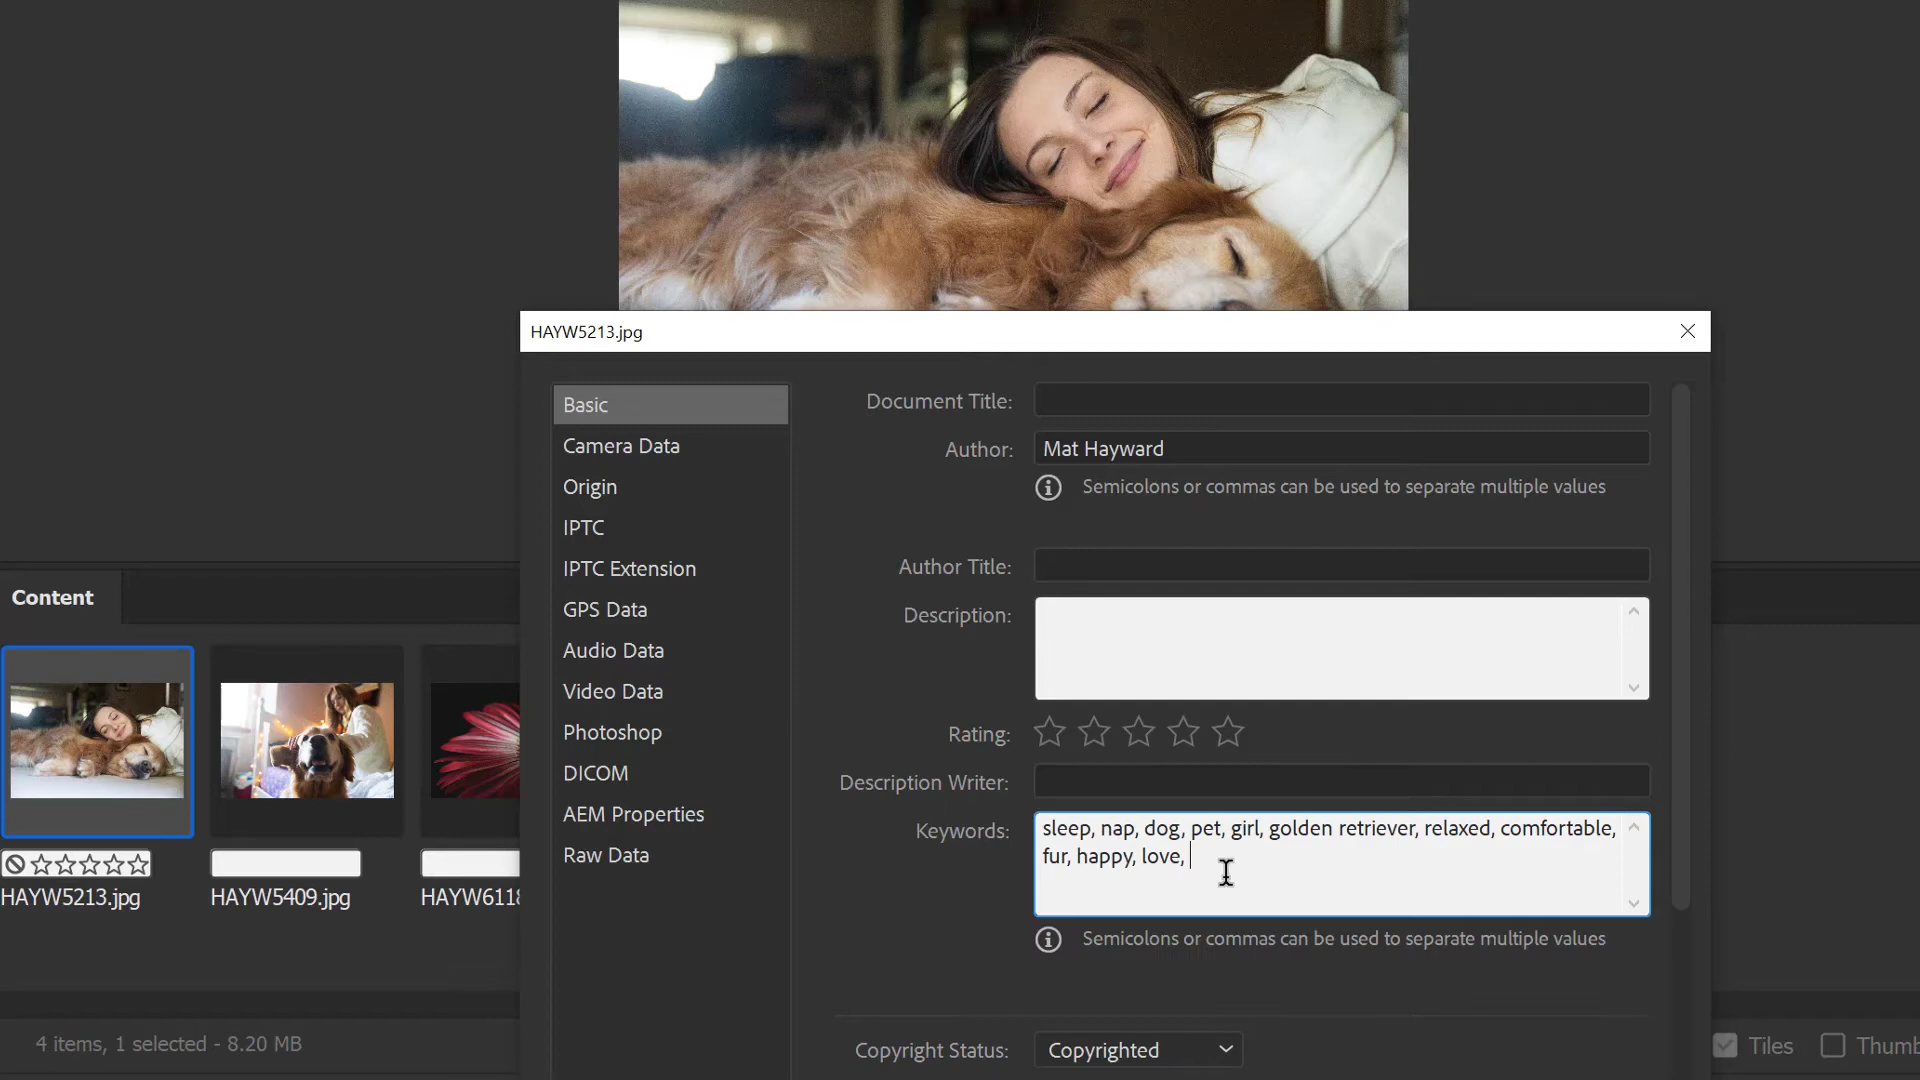 HAYW5213.jpg
Basic
Camera Data
Origin
IPTC
IPTC Extension
GPS Data
Audio Data
Video Data
Photoshop
DICOM
AEM Properties
Raw Data
Document Title:
Author: Mat Hayward
Semicolons or commas can be used to separate multiple values
Author Title:
Description:
Rating:
Description Writer:
Keywords: sleep, nap, dog, pet, girl, golden retriever, relaxed, comfortable,
fur, happy, love,
Semicolons or commas can be used to separate multiple values
Copyright Status: Copyrighted
Content
HAYW5213.jpg
HAYW5409.jpg
4 items, 1 selected - 8.20 MB
Tiles